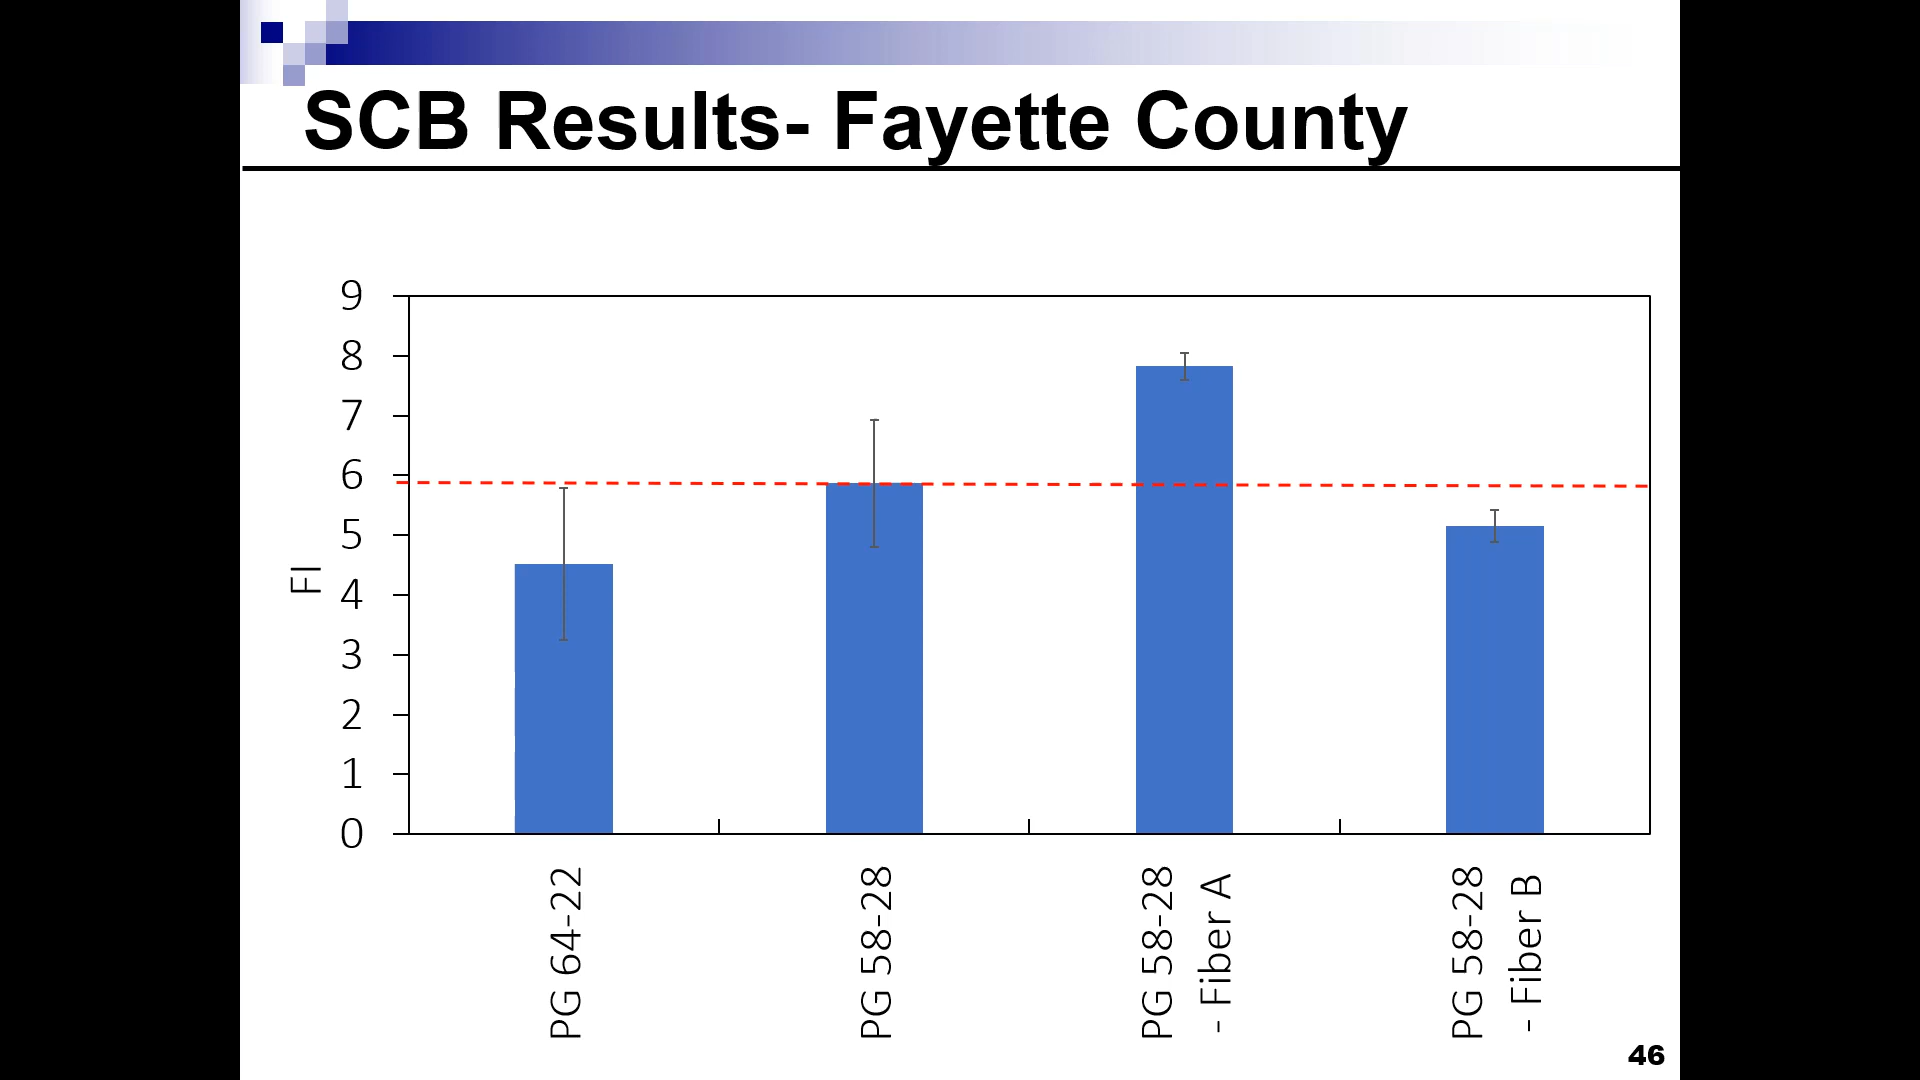 SCB Results- Fayette County
9
8
7
6
5
4
3
2
1
0
FI
PG 64-22
PG 58-28
PG 58-28
- Fiber A
PG 58-28
- Fiber B
46